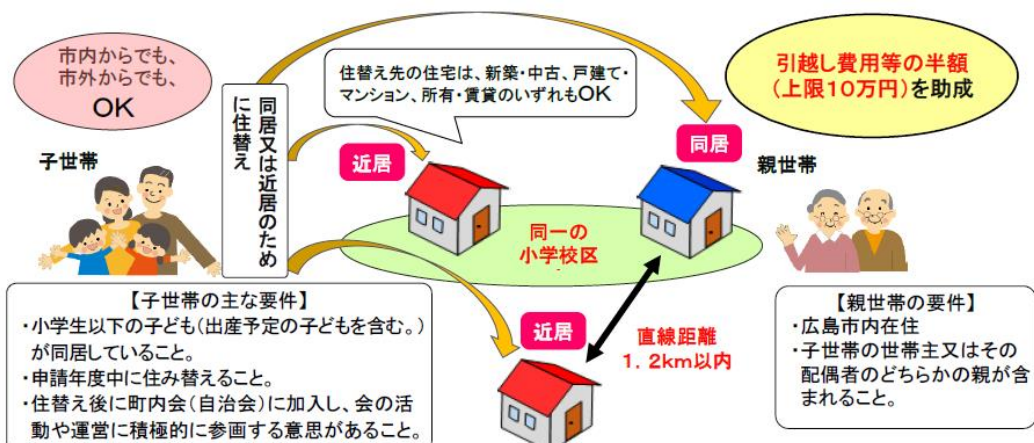 市内からでも、
市外からでも、
OK
同居又は近居のため
に住替え
住替え先の住宅は、新築・中古、戸建て・
マンション、所有・賃貸のいずれもOK
引越し費用等の半額
（上限１０万円）を助成
子世帯
近居
同居
親世帯
同一の
小学校区
【子世帯の主な要件】
・小学生以下の子ども（出産予定の子どもを含む。）
が同居していること。
・申請年度中に住み替えること。
・住替え後に町内会（自治会）に加入し、会の活
動や運営に積極的に参画する意思があること。
近居
直線距離
１．２km以内
【親世帯の要件】
・広島市内在住
・子世帯の世帯主又はその
配偶者のどちらかの親が含
まれること。